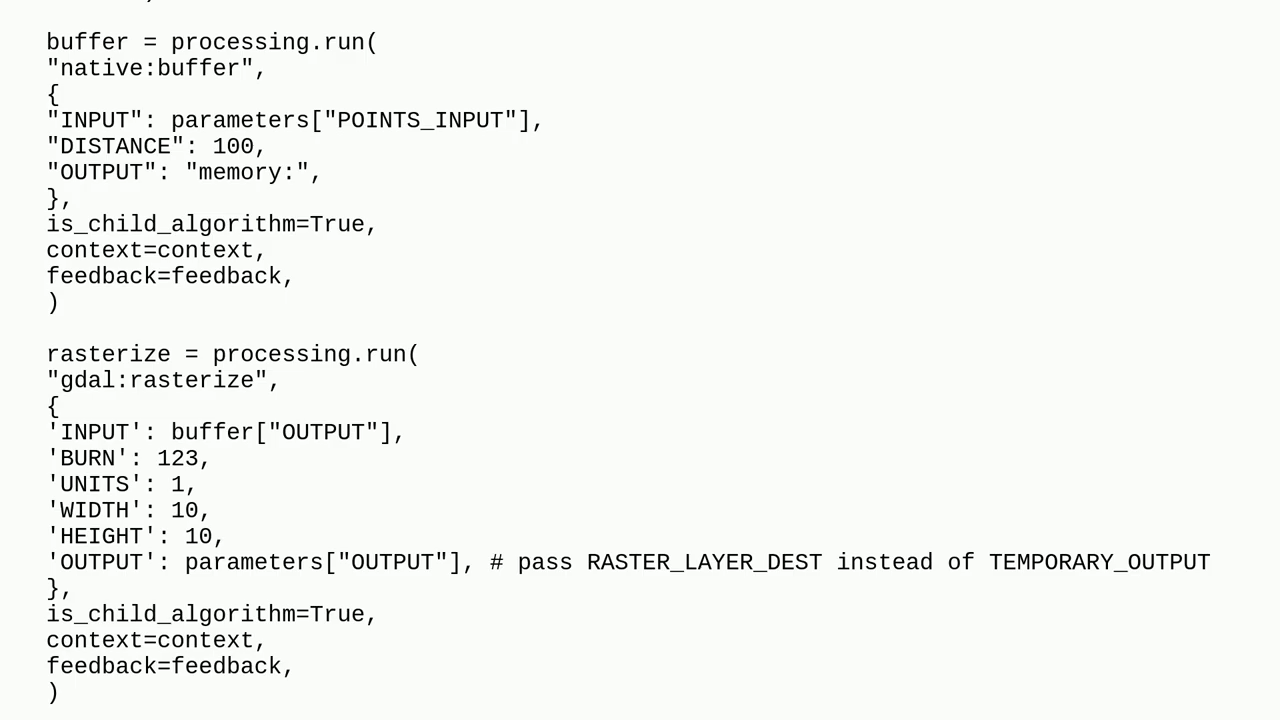 buffer = processing.run(
"native:buffer",
{
"INPUT": parameters["POINTS_INPUT"],
"DISTANCE": 100,
"OUTPUT": "memory:",
},
is_child_algorithm=True,
context=context,
feedback=feedback,
)
rasterize = processing.run(
"gdal:rasterize",
{
'INPUT': buffer["OUTPUT"],
'BURN': 123,
'UNITS': 1,
'WIDTH': 10,
'HEIGHT': 10,
'OUTPUT': parameters["OUTPUT"], # pass RASTER_LAYER_DEST instead of TEMPORARY_OUTPUT
},
is_child_algorithm=True,
context=context,
feedback=feedback,
)